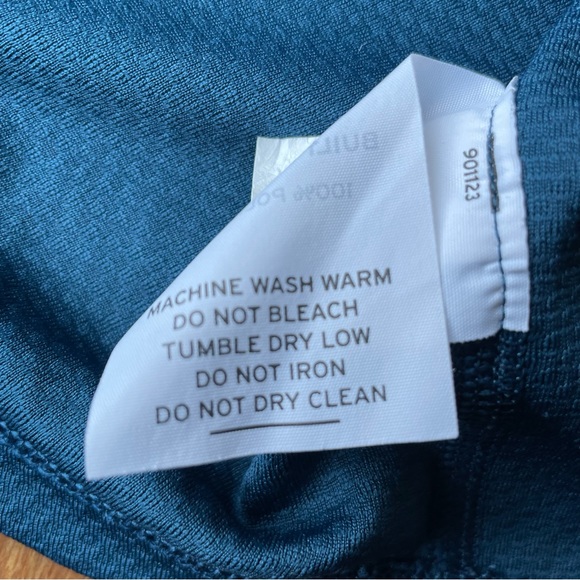 901123
MACHINE WASH WARM
DO NOT BLEACH
TUMBLE DRY LOW
DO NOT IRON
DO NOT DRY CLEAN